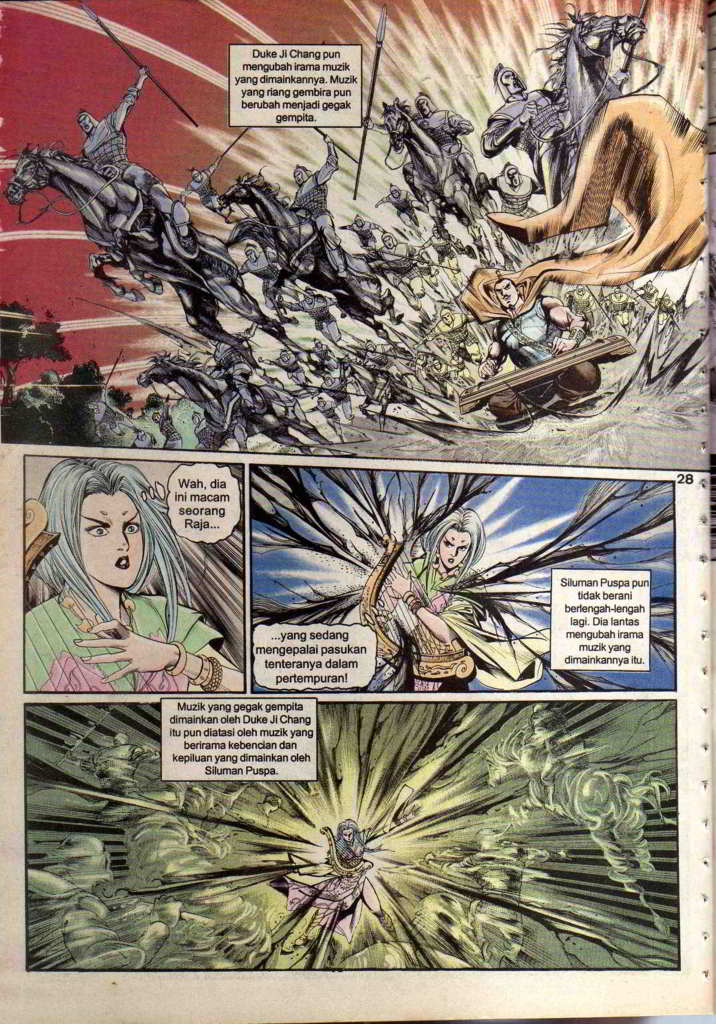 Duke Ji Chang pun
mengubah irama muzik
yang dimainkannya. Muzik
yang riang gembira pun
berubah menjadi gegak
gempita.
28
Wah, dia
ini macam
seorang
Raja...
...yang sedang
mengepalai pasukan
tenteranya dalam
pertempuran!
Siluman Puspa pun
tidak berani
berlengah-lengah
lagi. Dia lantas
mengubah irama
muzik yang
dimainkannya itu.
Muzik yang gegak gempita
dimainkan oleh Duke Ji Chang
itu pun diatasi oleh muzik yang
berirama kebencian dan
kepiluan yang dimainkan oleh
Siluman Puspa.